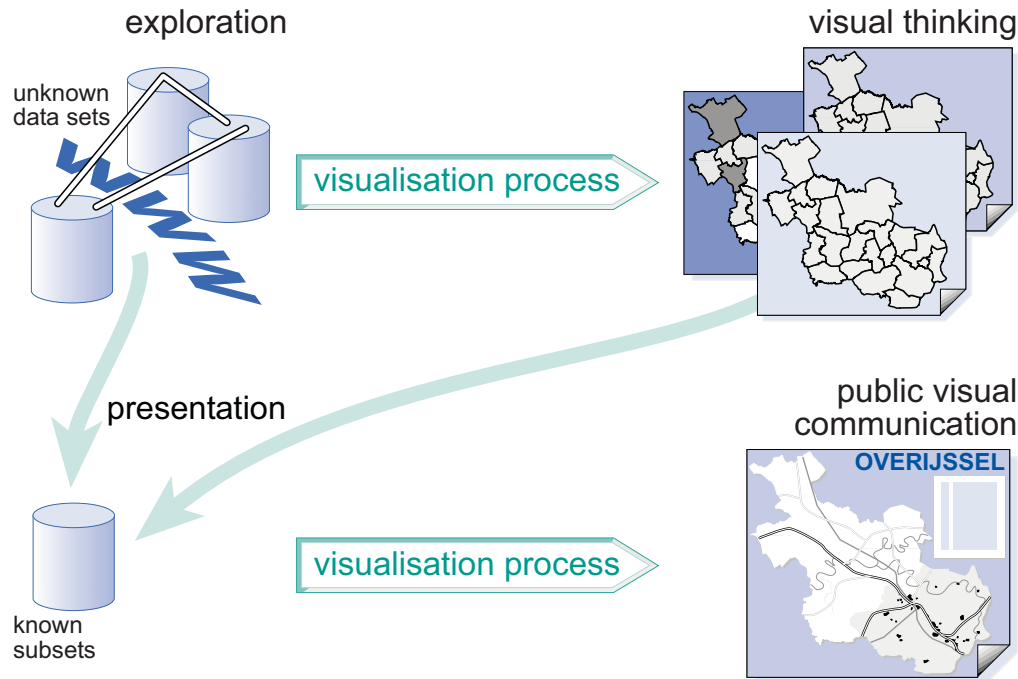 exploration
visual thinking
unknown
data sets
visualisation process
presentation
public visual
communication
OVERIJSSEL
visualisation process
known
subsets